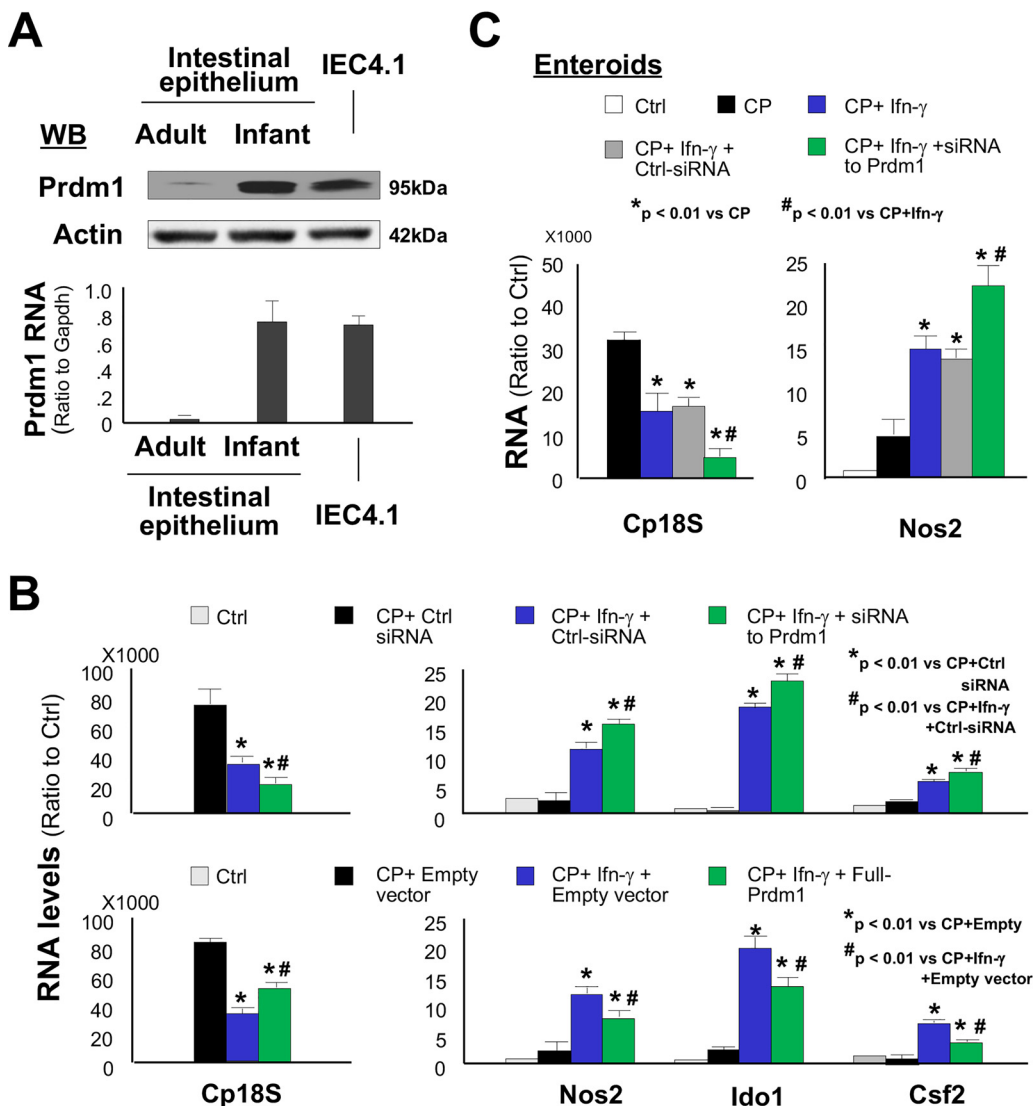 A
Intestinal
epithelium
IEC4.1
WB
Adult
Infant
Prdm1
95kDa
Actin
42kDa
Prdm1 RNA
(Ratio to Gapdh)
1.0
.8
.6
.4
.2
0
Adult
Infant
Intestinal
epithelium
IEC4.1
C
Enteroids
Ctrl
CP
CP+ Ifn-γ
CP+ Ifn-γ +
Ctrl-siRNA
CP+ Ifn-γ +siRNA
to Prdm1
*p < 0.01 vs CP
#p < 0.01 vs CP+Ifn-γ
X1000
RNA (Ratio to Ctrl)
50
40
30
20
10
0
*
*
*#
Cp18S
25
20
15
10
5
0
*
*
* #
Nos2
B
Ctrl
CP+ Ctrl
siRNA
CP+ Ifn-γ +
Ctrl-siRNA
CP+ Ifn-γ + siRNA
to Prdm1
*p < 0.01 vs CP+Ctrl
siRNA
#p < 0.01 vs CP+Ifn-γ
+Ctrl-siRNA
RNA levels (Ratio to Ctrl)
X1000
100
80
60
40
20
0
*
*#
25
20
15
10
5
0
*
* #
*
* #
*
* #
Ctrl
CP+ Empty
vector
CP+ Ifn-γ +
Empty vector
CP+ Ifn-γ + Full-
Prdm1
*p < 0.01 vs CP+Empty
#p < 0.01 vs CP+Ifn-γ
+Empty vector
X1000
100
80
60
40
20
0
*
*#
Cp18S
25
20
15
10
5
0
*
* #
*
* #
*
* #
Nos2
Ido1
Csf2